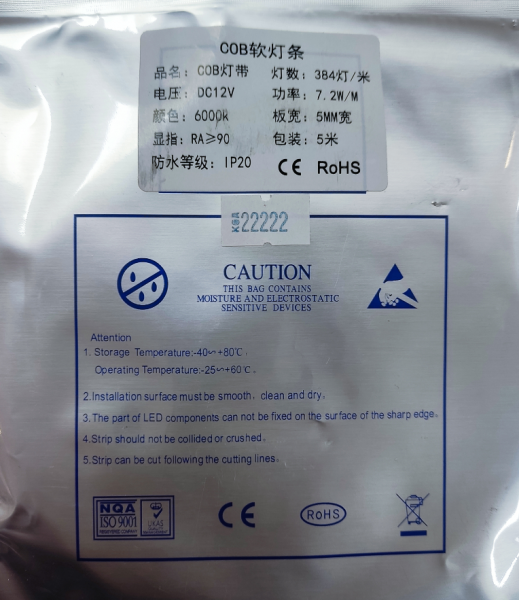 COB软灯条
品名：COB灯带 灯数：384灯/米
电压：DC12V 功率：7.2W/M
颜色：6000K 板宽：5MM宽
显指：RA≥90 包装：5米
防水等级：IP20 CE RoHS
KSA 22222
CAUTION
THIS BAG CONTAINS
MOISTURE AND ELECTROSTATIC
SENSITIVE DEVICES
Attention
1. Storage Temperature:-40~+80℃.
Operating Temperature:-25~+60℃.
2.Installation surface must be smooth, clean and dry.
3.The part of LED components can not be fixed on the surface of the sharp edge.
4.Strip should not be collided or crushed.
5.Strip can be cut following the cutting lines.
NQA
ISO 9001
UKAS
CE
RoHS